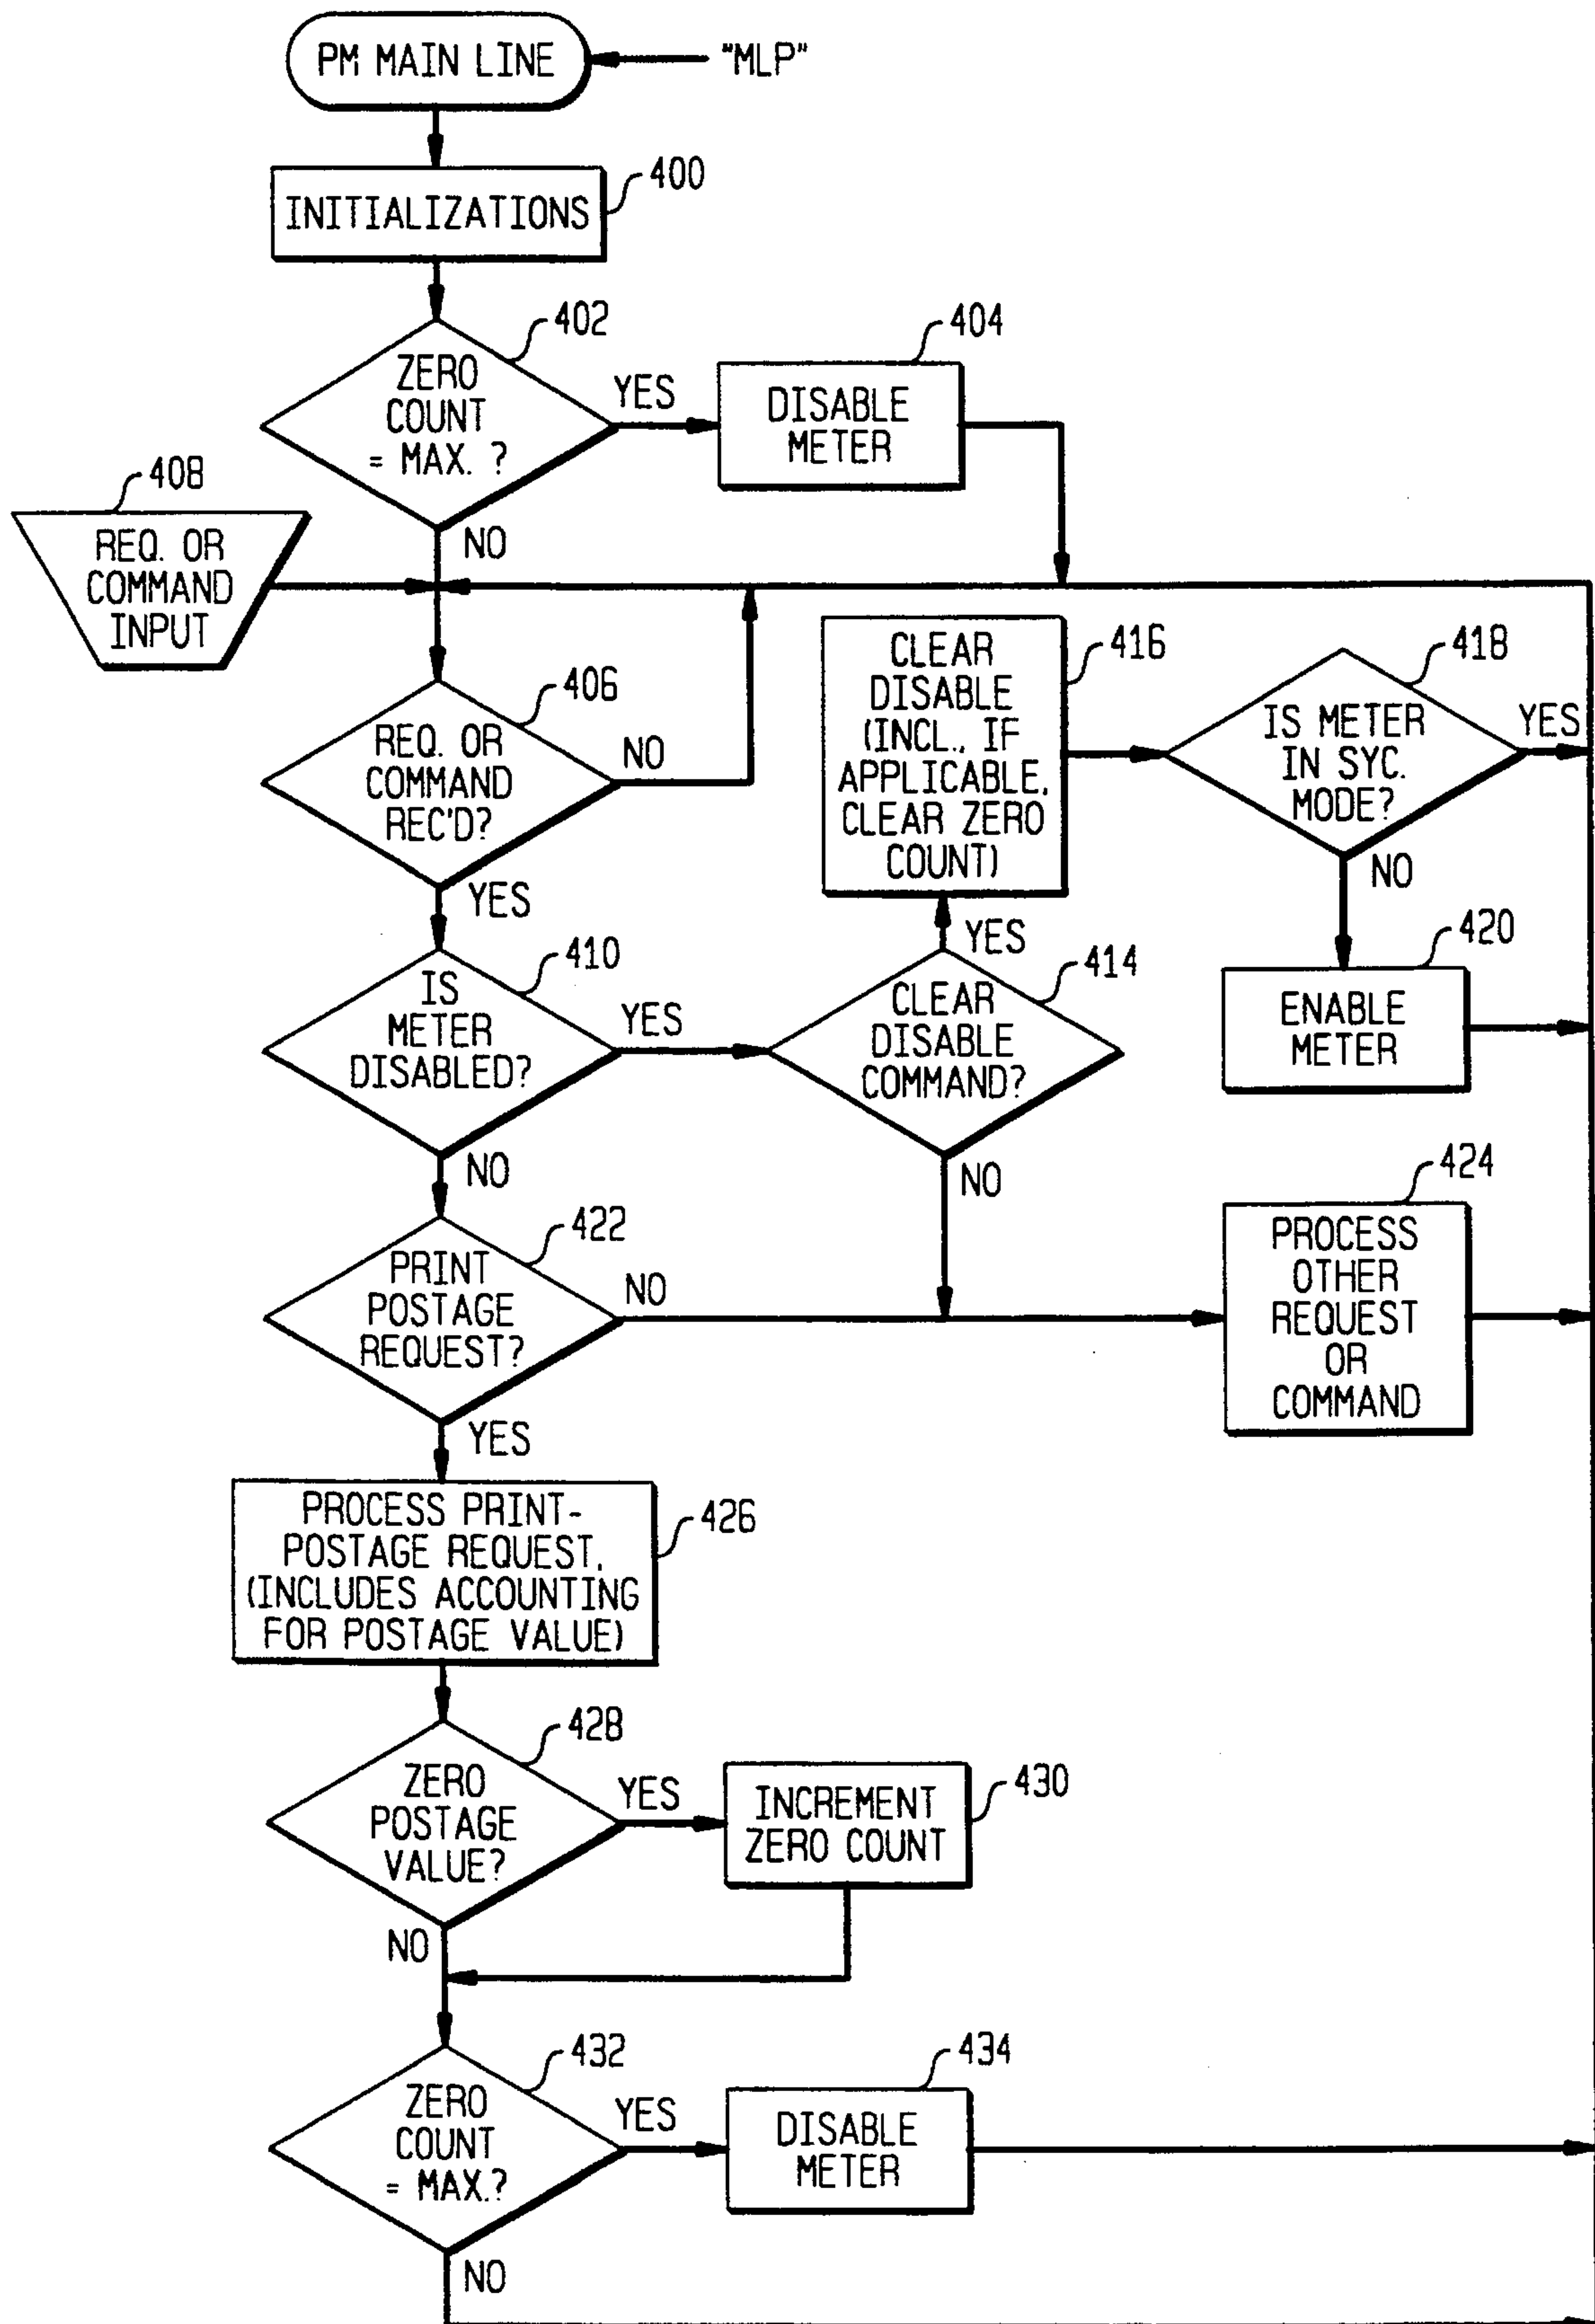 PM MAIN LINE
"MLP"
400
INITIALIZATIONS
402
ZERO
COUNT
= MAX. ?
YES
404
DISABLE
METER
NO
408
REQ. OR
COMMAND
INPUT
406
REQ. OR
COMMAND
REC'D?
NO
YES
416
CLEAR
DISABLE
(INCL., IF
APPLICABLE,
CLEAR ZERO
COUNT)
418
IS METER
IN SYC.
MODE?
YES
NO
420
ENABLE
METER
410
IS
METER
DISABLED?
YES
NO
YES
414
CLEAR
DISABLE
COMMAND?
NO
422
PRINT
POSTAGE
REQUEST?
NO
YES
424
PROCESS
OTHER
REQUEST
OR
COMMAND
426
PROCESS PRINT-
POSTAGE REQUEST,
(INCLUDES ACCOUNTING
FOR POSTAGE VALUE)
428
ZERO
POSTAGE
VALUE?
YES
430
INCREMENT
ZERO COUNT
NO
432
ZERO
COUNT
= MAX.?
YES
434
DISABLE
METER
NO